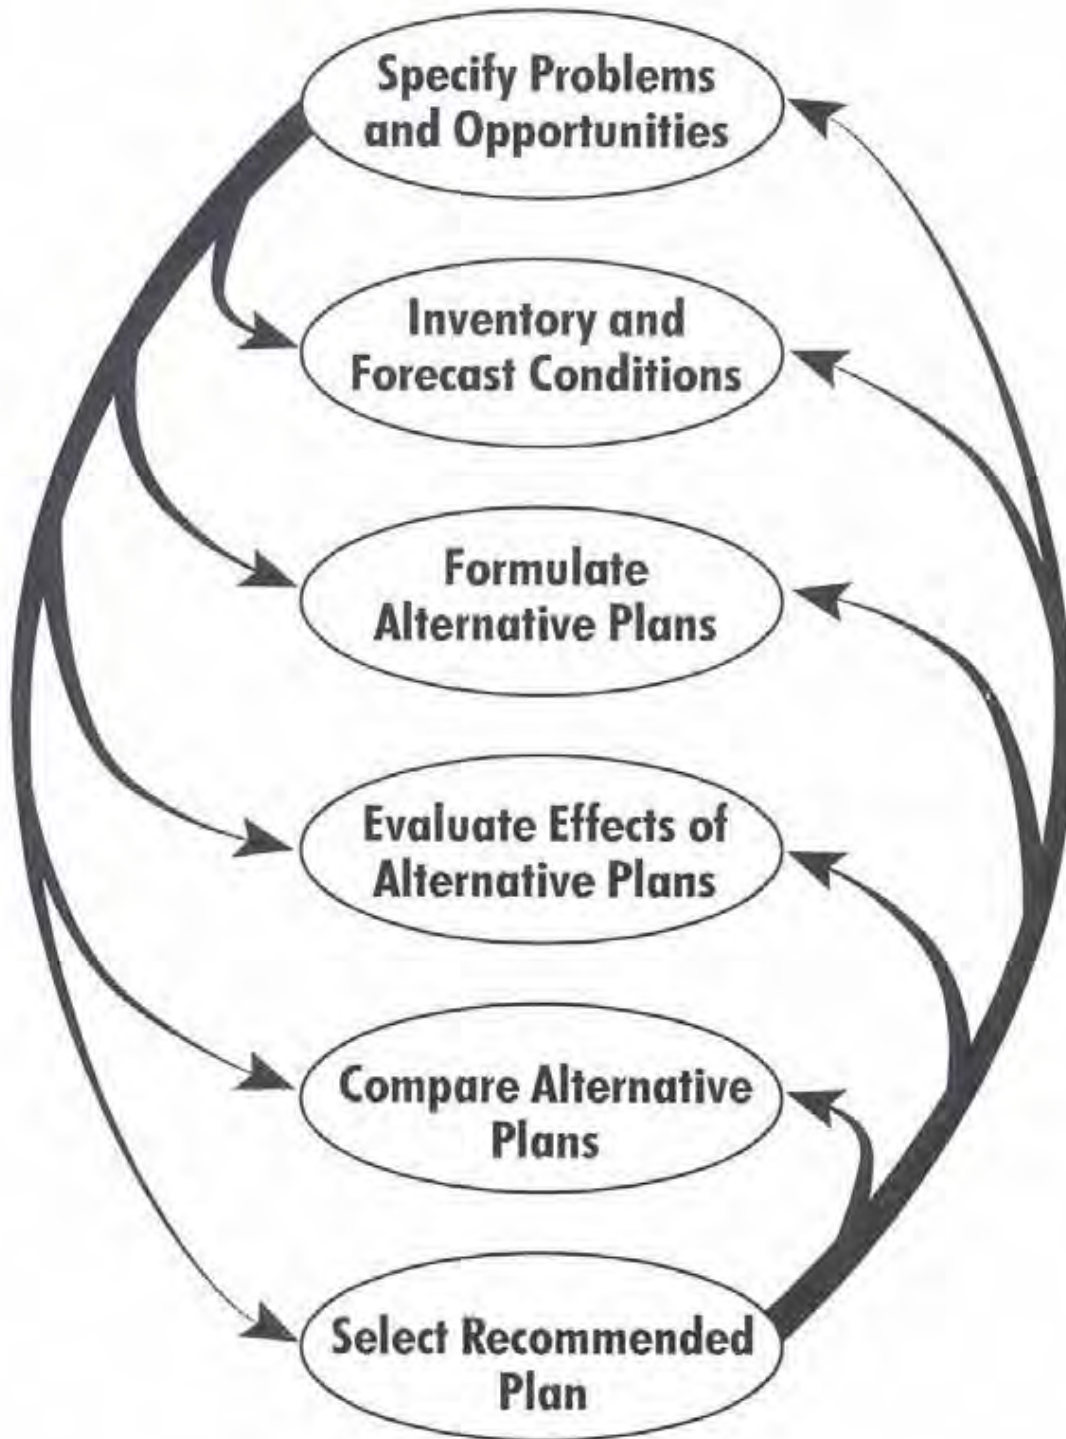 Specify Problems
and Opportunities
Inventory and
Forecast Conditions
Formulate
Alternative Plans
Evaluate Effects of
Alternative Plans
Compare Alternative
Plans
Select Recommended
Plan